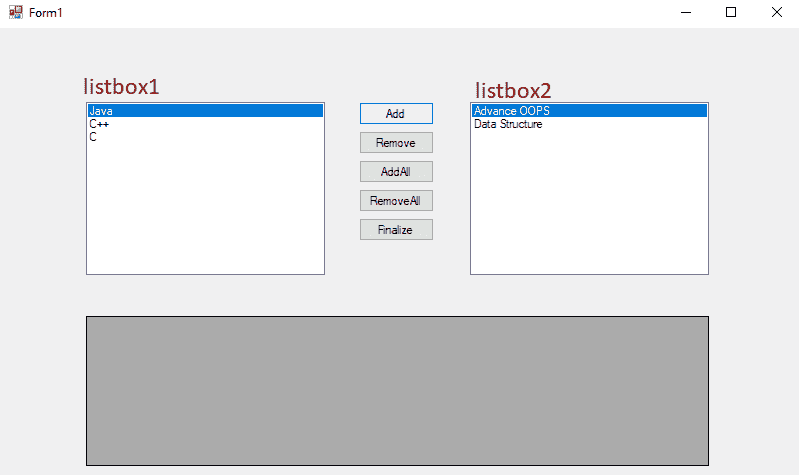 Form1
listbox1
Java
C++
C
Add
Remove
AddAll
RemoveAll
Finalize
listbox2
Advance OOPS
Data Structure